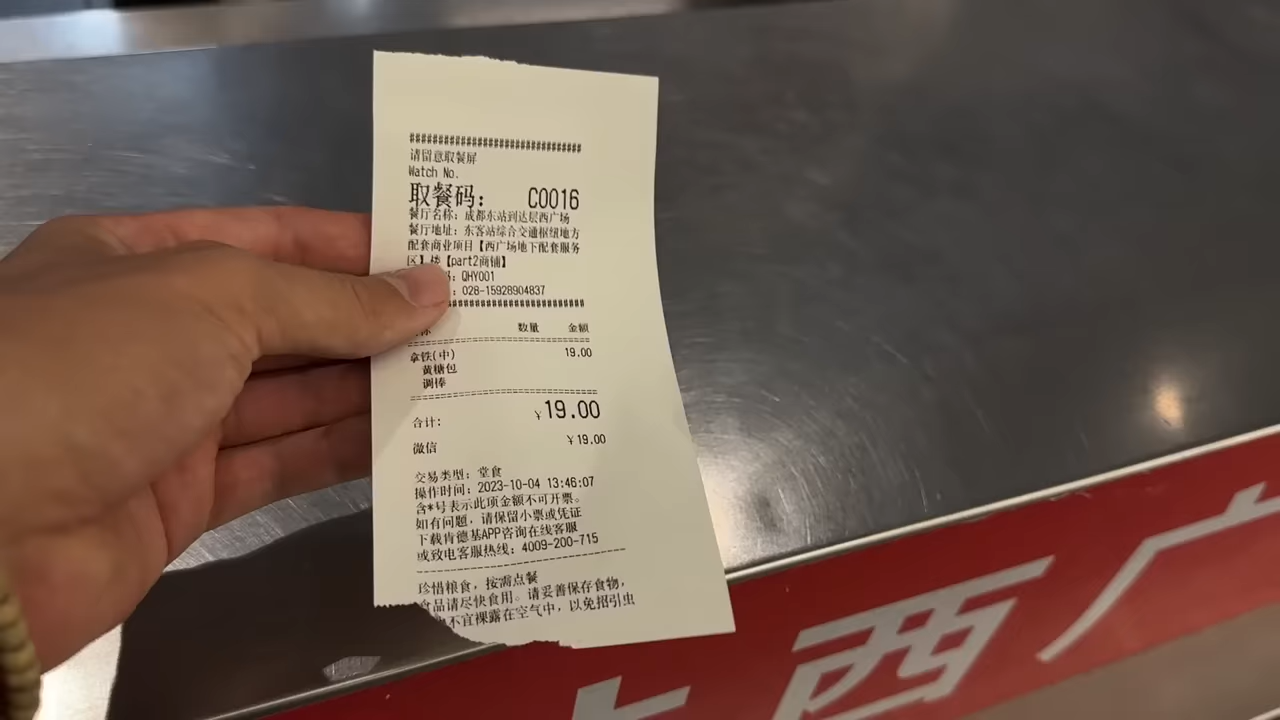 ################################
请留意取餐屏
Watch No.
取餐码: C0016
餐厅名称: 成都东站到达层西广场
餐厅地址: 东客站综合交通枢纽地方
配套商业项目【西广场地下配套服务
区】楼【part2商铺】
: QHY001
: 028-15928904837
################################
数量 金额
拿铁(中) 19.00
黄糖包
调棒
合计: ¥19.00
微信 ¥19.00
交易类型: 堂食
操作时间: 2023-10-04 13:46:07
含*号表示此项金额不可开票。
如有问题, 请保留小票或凭证
下载肯德基APP咨询在线客服
或致电客服热线: 4009-200-715
珍惜粮食, 按需点餐
食品请尽快食用。请妥善保存食物,
不宜裸露在空气中, 以免招引虫
西广